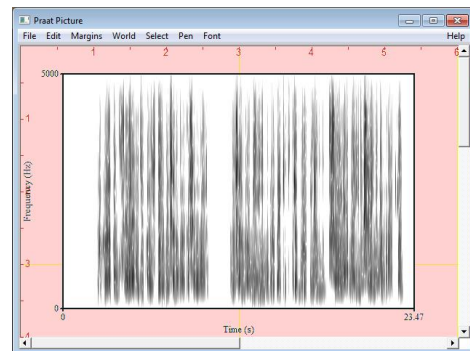 Praat Picture
File Edit Margins World Select Pen Font Help
1 2 3 4 5 6
5000
1
Frequency (Hz)
3
0
0 23.47
Time (s)
4